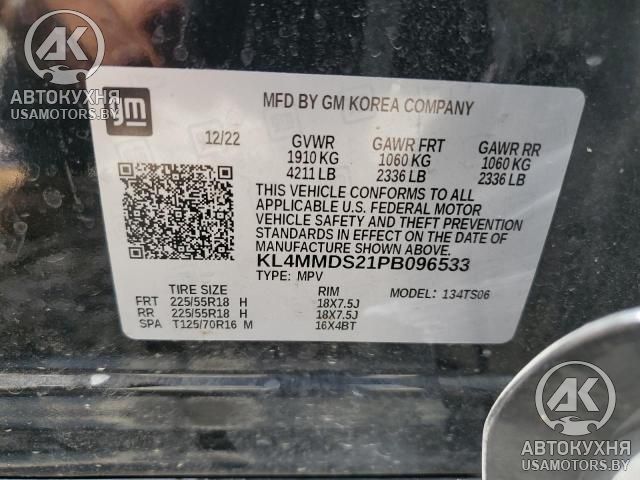 AK
АВТОКУХНЯ
USAMOTORS.BY
gm
MFD BY GM KOREA COMPANY
12/22 GVWR GAWR FRT GAWR RR
1910 KG 1060 KG 1060 KG
4211 LB 2336 LB 2336 LB
THIS VEHICLE CONFORMS TO ALL
APPLICABLE U.S. FEDERAL MOTOR
VEHICLE SAFETY AND THEFT PREVENTION
STANDARDS IN EFFECT ON THE DATE OF
MANUFACTURE SHOWN ABOVE.
KL4MMDS21PB096533
TYPE: MPV MODEL: 134TS06
TIRE SIZE RIM
FRT 225/55R18 H 18X7.5J
RR 225/55R18 H 18X7.5J
SPA T125/70R16 M 16X4BT
AK
АВТОКУХНЯ
USAMOTORS.BY